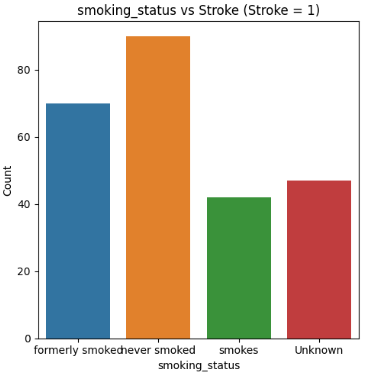 smoking_status vs Stroke (Stroke = 1)
80
60
40
20
0
Count
formerly smoked never smoked smokes Unknown
smoking_status